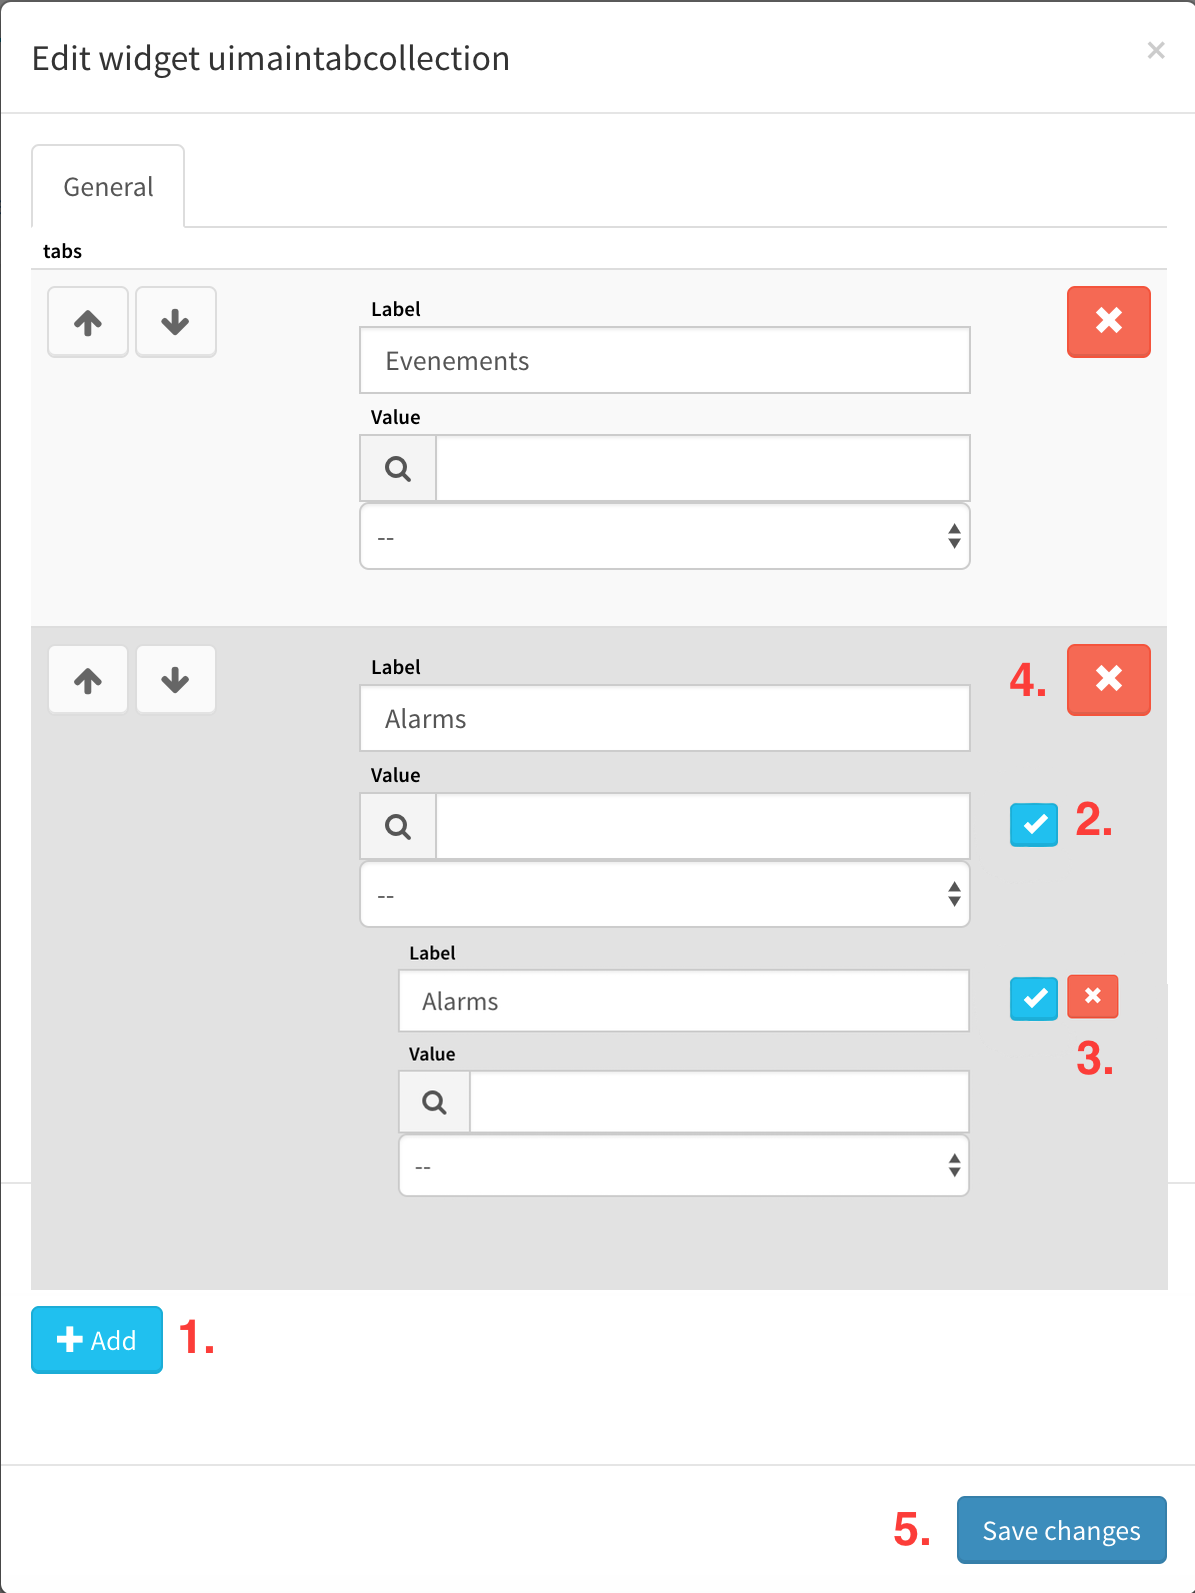 Edit widget uimaintabcollection
×
General
tabs
Label
Evenements
Value
--
Label
4.
Alarms
Value
2.
--
Label
Alarms
3.
Value
--
Add 1.
5. Save changes